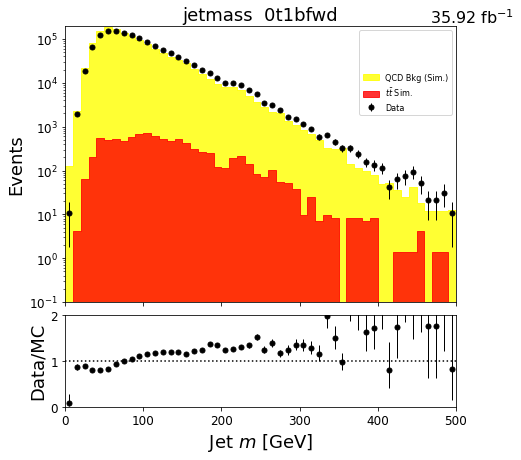 jetmass 0t1bfwd
35.92 fb⁻¹
QCD Bkg (Sim.)
tt̄ Sim.
Data
Events
10⁵
10⁴
10³
10²
10¹
10⁰
10⁻¹
Data/MC
2
1
0
0 100 200 300 400 500
Jet m [GeV]